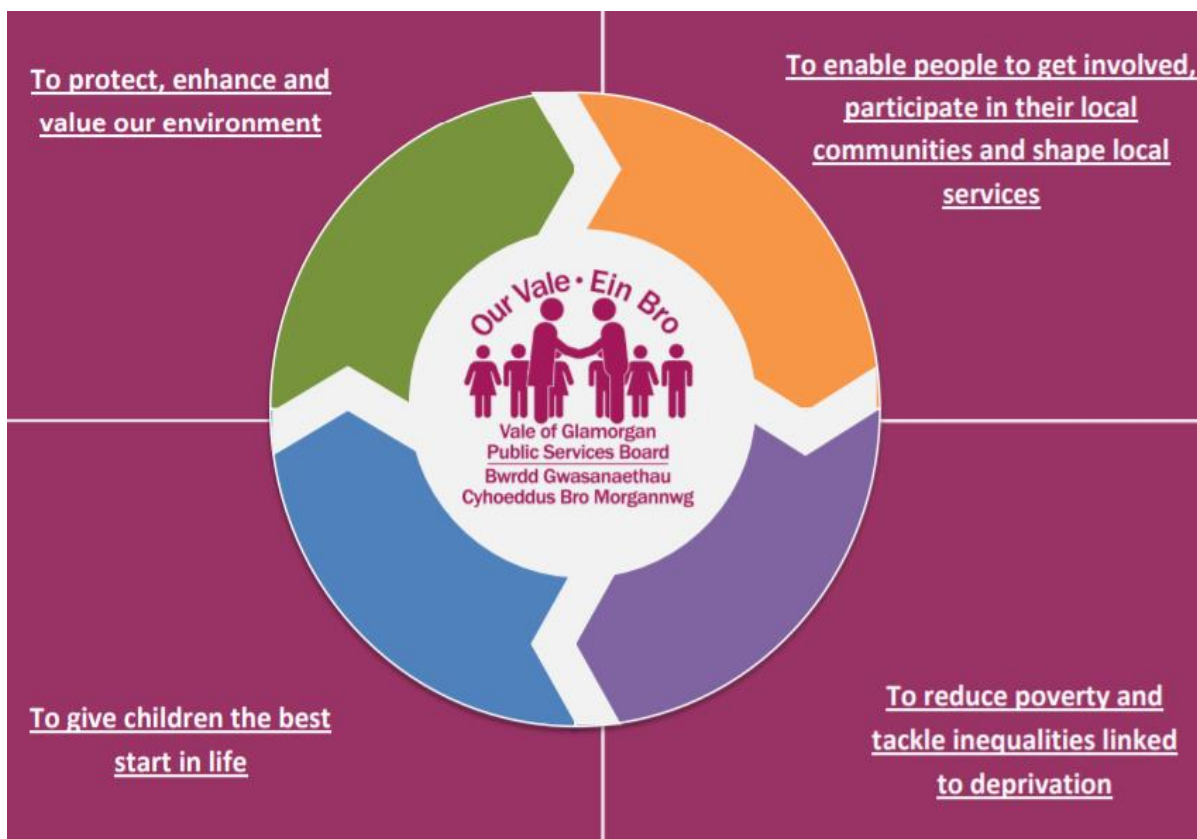 To protect, enhance and
value our environment
To enable people to get involved,
participate in their local
communities and shape local
services
Our Vale • Ein Bro
Vale of Glamorgan
Public Services Board
Bwrdd Gwasanaethau
Cyhoeddus Bro Morgannwg
To give children the best
start in life
To reduce poverty and
tackle inequalities linked
to deprivation